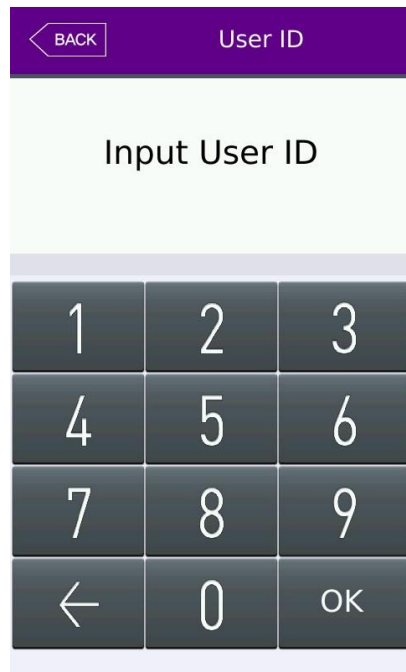 BACK User ID
Input User ID
1 2 3
4 5 6
7 8 9
← 0 OK